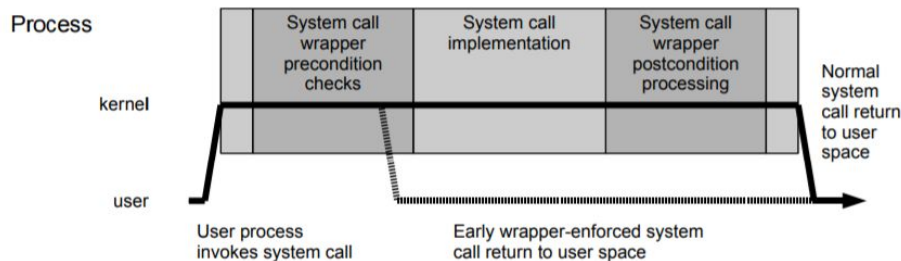 Process
System call
wrapper
precondition
checks
System call
implementation
System call
wrapper
postcondition
processing
Normal
system
call return
to user
space
kernel
user
User process
invokes system call
Early wrapper-enforced system
call return to user space